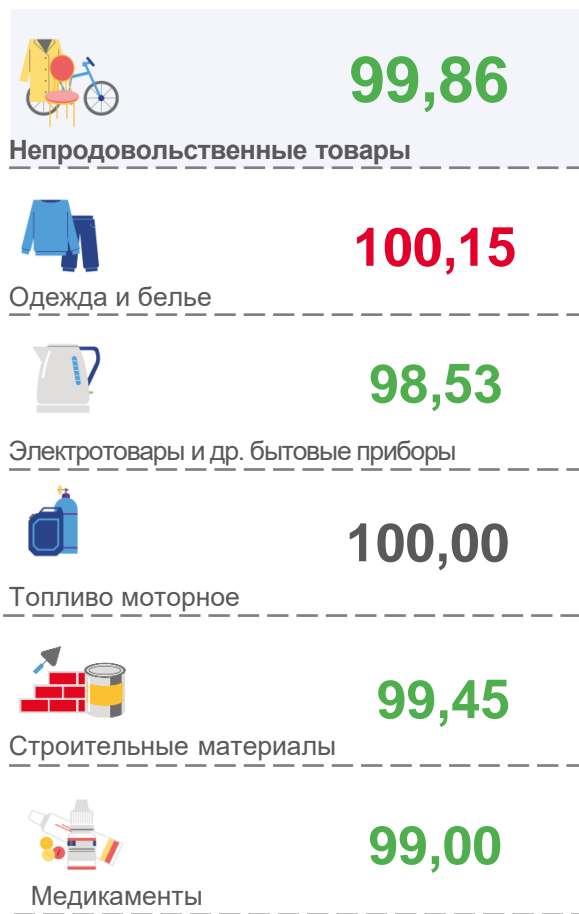 99,86
Непродовольственные товары
100,15
Одежда и белье
98,53
Электротовары и др. бытовые приборы
100,00
Топливо моторное
99,45
Строительные материалы
99,00
Медикаменты